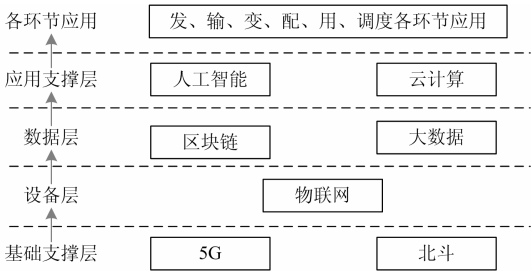 各环节应用 发、输、变、配、用、调度各环节应用
应用支撑层 人工智能 云计算
数据层 区块链 大数据
设备层 物联网
基础支撑层 5G 北斗